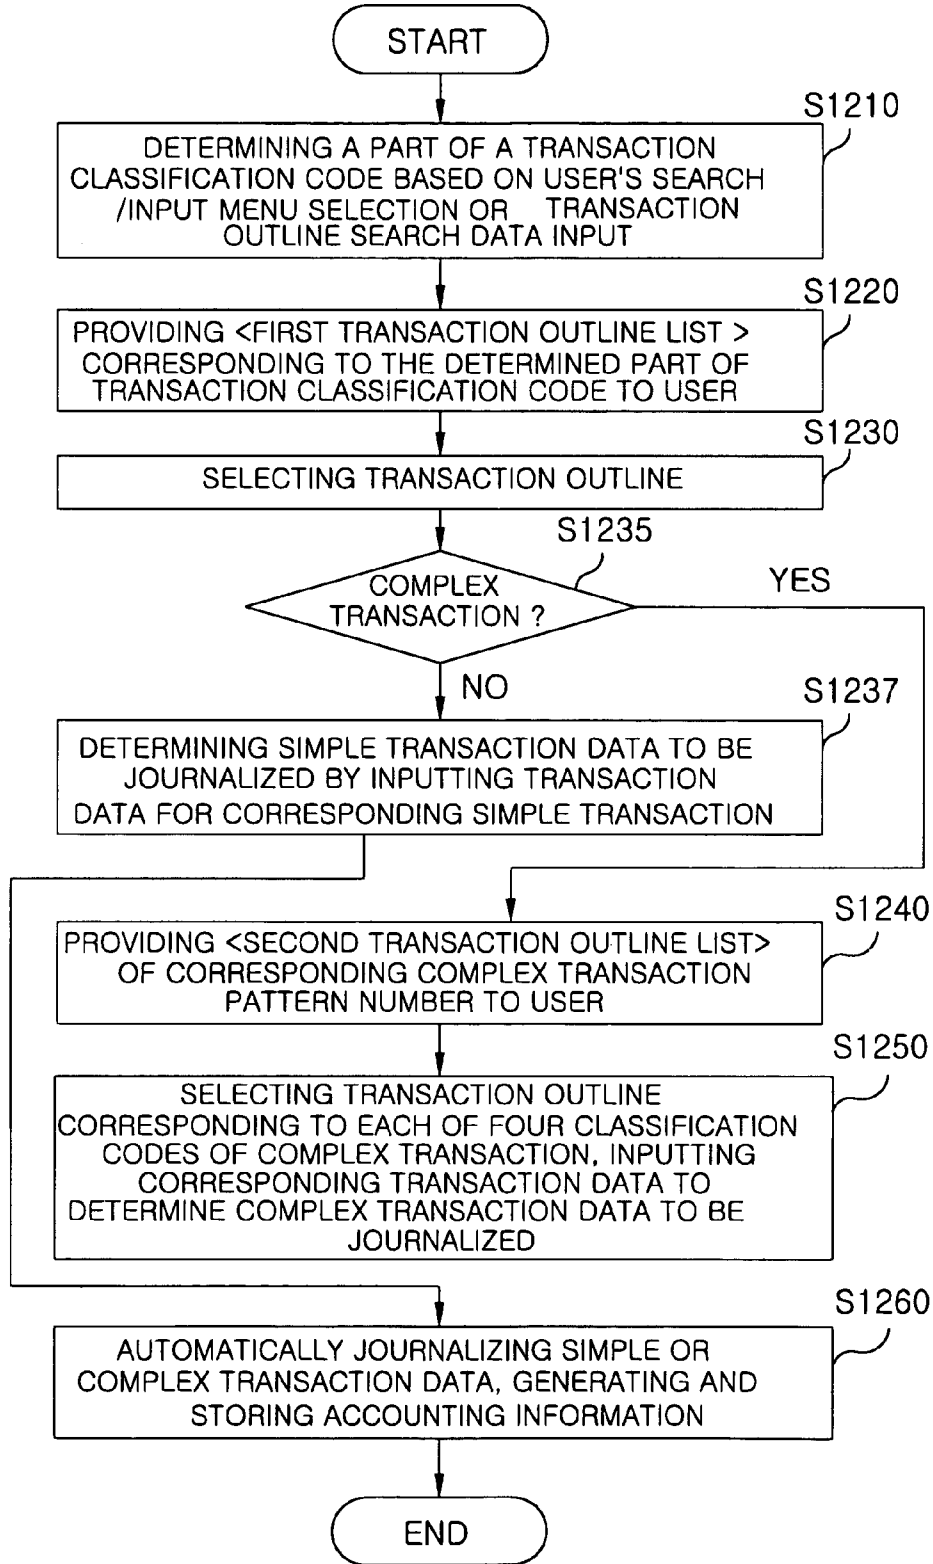 START
S1210
DETERMINING A PART OF A TRANSACTION
CLASSIFICATION CODE BASED ON USER'S SEARCH
/INPUT MENU SELECTION OR TRANSACTION
OUTLINE SEARCH DATA INPUT
S1220
PROVIDING <FIRST TRANSACTION OUTLINE LIST >
CORRESPONDING TO THE DETERMINED PART OF
TRANSACTION CLASSIFICATION CODE TO USER
S1230
SELECTING TRANSACTION OUTLINE
S1235
COMPLEX
TRANSACTION ?
YES
NO
S1237
DETERMINING SIMPLE TRANSACTION DATA TO BE
JOURNALIZED BY INPUTTING TRANSACTION
DATA FOR CORRESPONDING SIMPLE TRANSACTION
S1240
PROVIDING <SECOND TRANSACTION OUTLINE LIST>
OF CORRESPONDING COMPLEX TRANSACTION
PATTERN NUMBER TO USER
S1250
SELECTING TRANSACTION OUTLINE
CORRESPONDING TO EACH OF FOUR CLASSIFICATION
CODES OF COMPLEX TRANSACTION, INPUTTING
CORRESPONDING TRANSACTION DATA TO
DETERMINE COMPLEX TRANSACTION DATA TO BE
JOURNALIZED
S1260
AUTOMATICALLY JOURNALIZING SIMPLE OR
COMPLEX TRANSACTION DATA, GENERATING AND
STORING ACCOUNTING INFORMATION
END